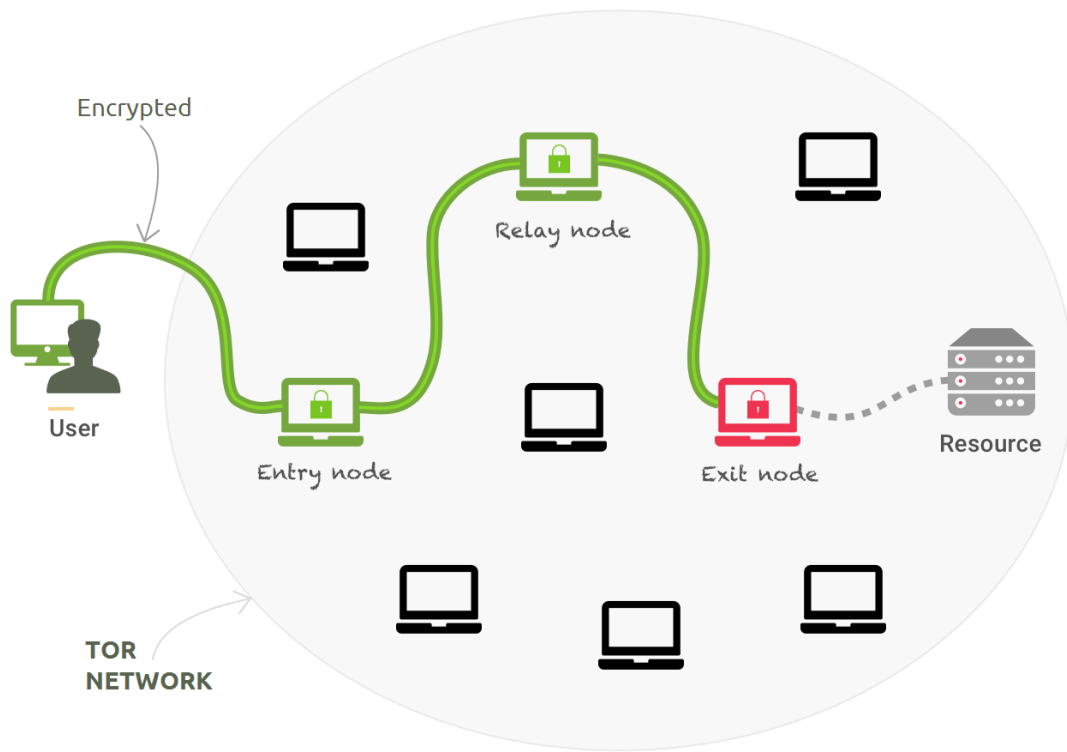 Encrypted
Relay node
User
Entry node
Exit node
Resource
TOR
NETWORK